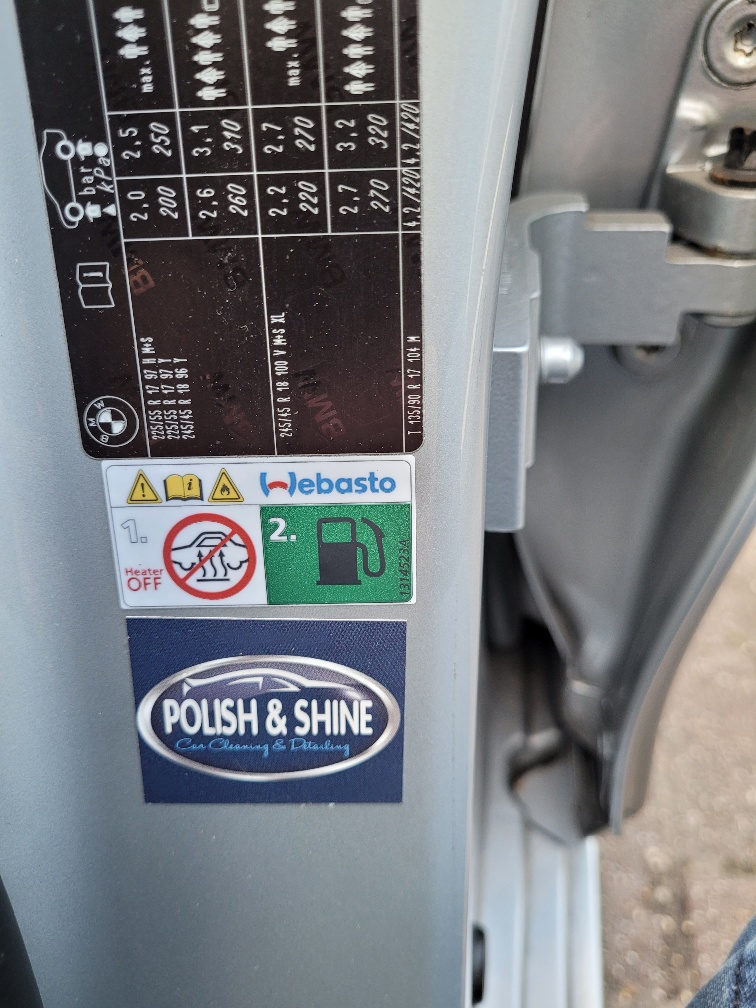 max.
max.
2,5
250
3,1
310
2,7
270
3,2
320
4,2/420
bar
kPa
2,0
200
2,6
260
2,2
220
2,7
270
4,2/420
225/55 R 17 97 H M+S
225/55 R 17 97 Y
245/45 R 18 96 Y
245/45 R 18 100 V M+S XL
T 135/90 R 17 104 M
BMW
Webasto
1.
2.
Heater
OFF
1314523A
POLISH & SHINE
Car Cleaning & Detailing